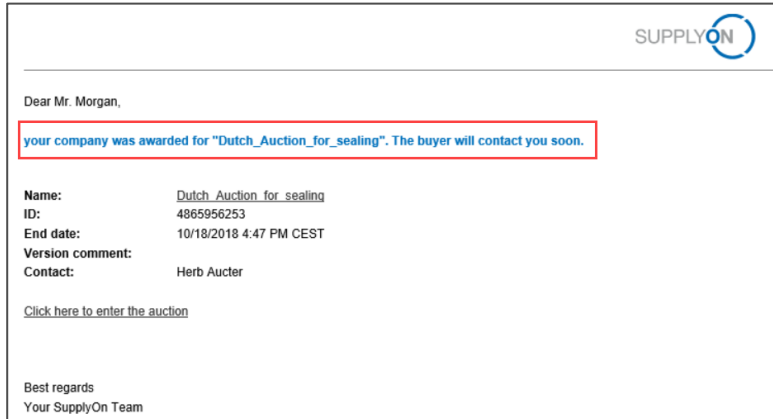 SUPPLYON
Dear Mr. Morgan,
your company was awarded for "Dutch_Auction_for_sealing". The buyer will contact you soon.
Name: Dutch_Auction_for_sealing
ID: 4865956253
End date: 10/18/2018 4:47 PM CEST
Version comment:
Contact: Herb Aucter
Click here to enter the auction
Best regards
Your SupplyOn Team